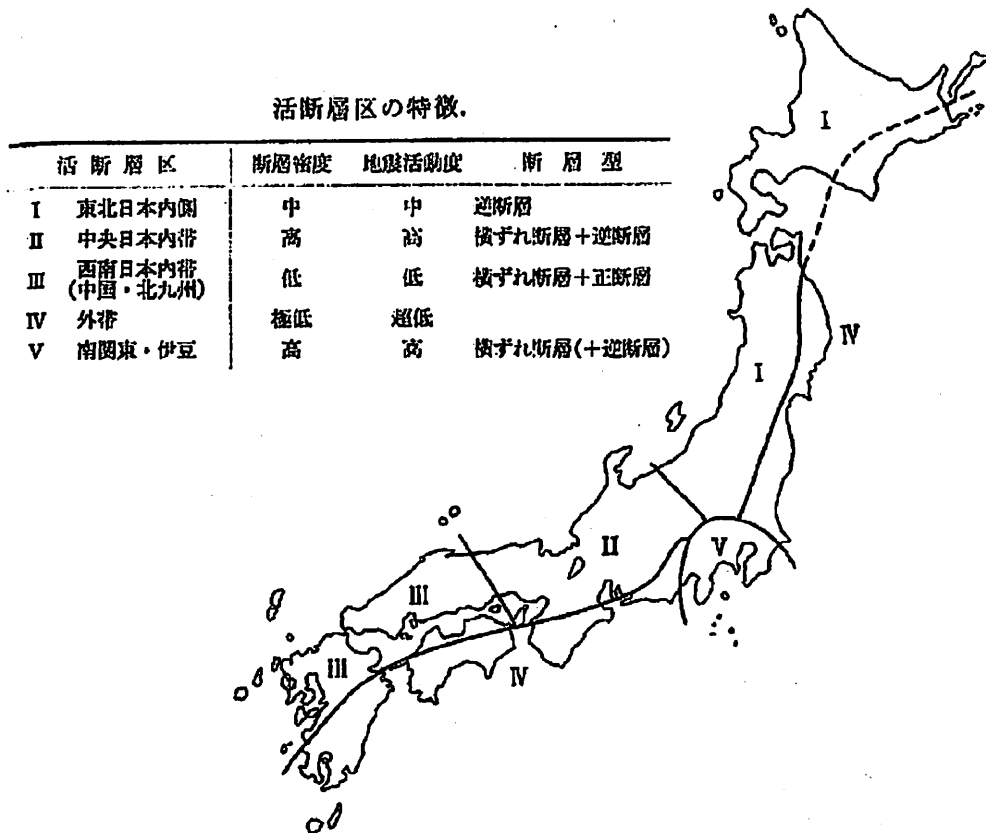 活断層区の特徴.
活断層区 断層密度 地震活動度 断層型
I 東北日本内側 中 中 逆断層
II 中央日本内帯 高 高 横ずれ断層+逆断層
III 西南日本内帯 (中国・北九州) 低 低 横ずれ断層+正断層
IV 外帯 極低 超低
V 南関東・伊豆 高 高 横ずれ断層(+逆断層)
I
IV
I
II
V
III
III
IV